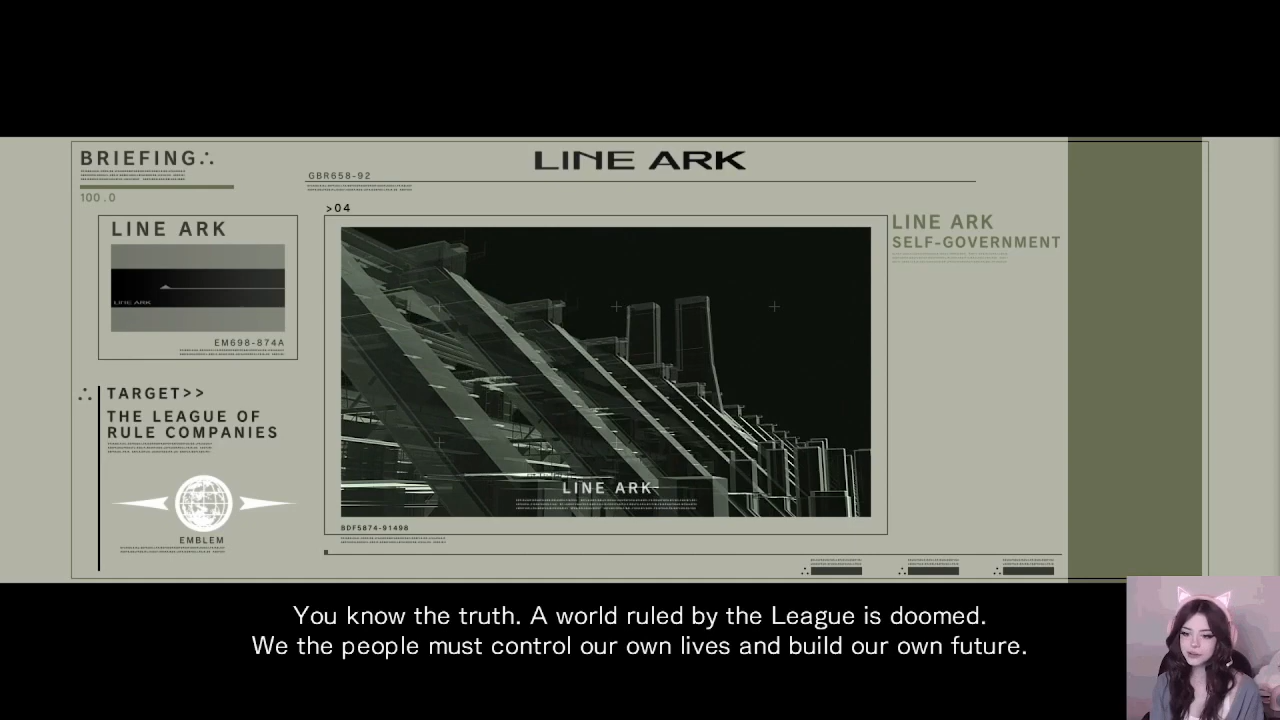 BRIEFING
100.0
LINE ARK
GBR658-92
>04
LINE ARK
LINE ARK
EM698-874A
TARGET>>
THE LEAGUE OF
RULE COMPANIES
EMBLEM
LINE ARK
BDF5874-91498
LINE ARK
SELF-GOVERNMENT
You know the truth. A world ruled by the League is doomed.
We the people must control our own lives and build our own future.